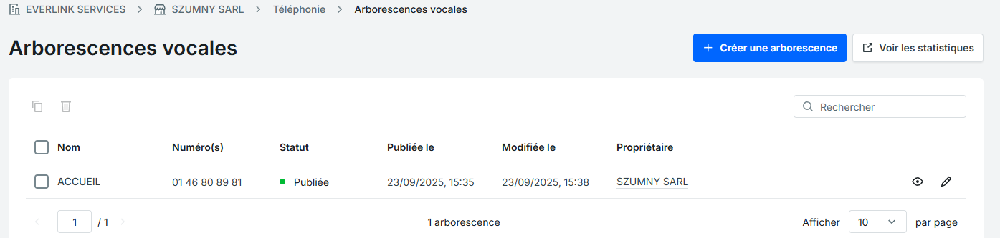 EVERLINK SERVICES > SZUMNY SARL > Téléphonie > Arborescences vocales
Arborescences vocales
+ Créer une arborescence Voir les statistiques
Rechercher
Nom Numéro(s) Statut Publiée le Modifiée le Propriétaire
ACCUEIL 01 46 80 89 81 Publiée 23/09/2025, 15:35 23/09/2025, 15:38 SZUMNY SARL
1 / 1 1 arborescence Afficher 10 par page